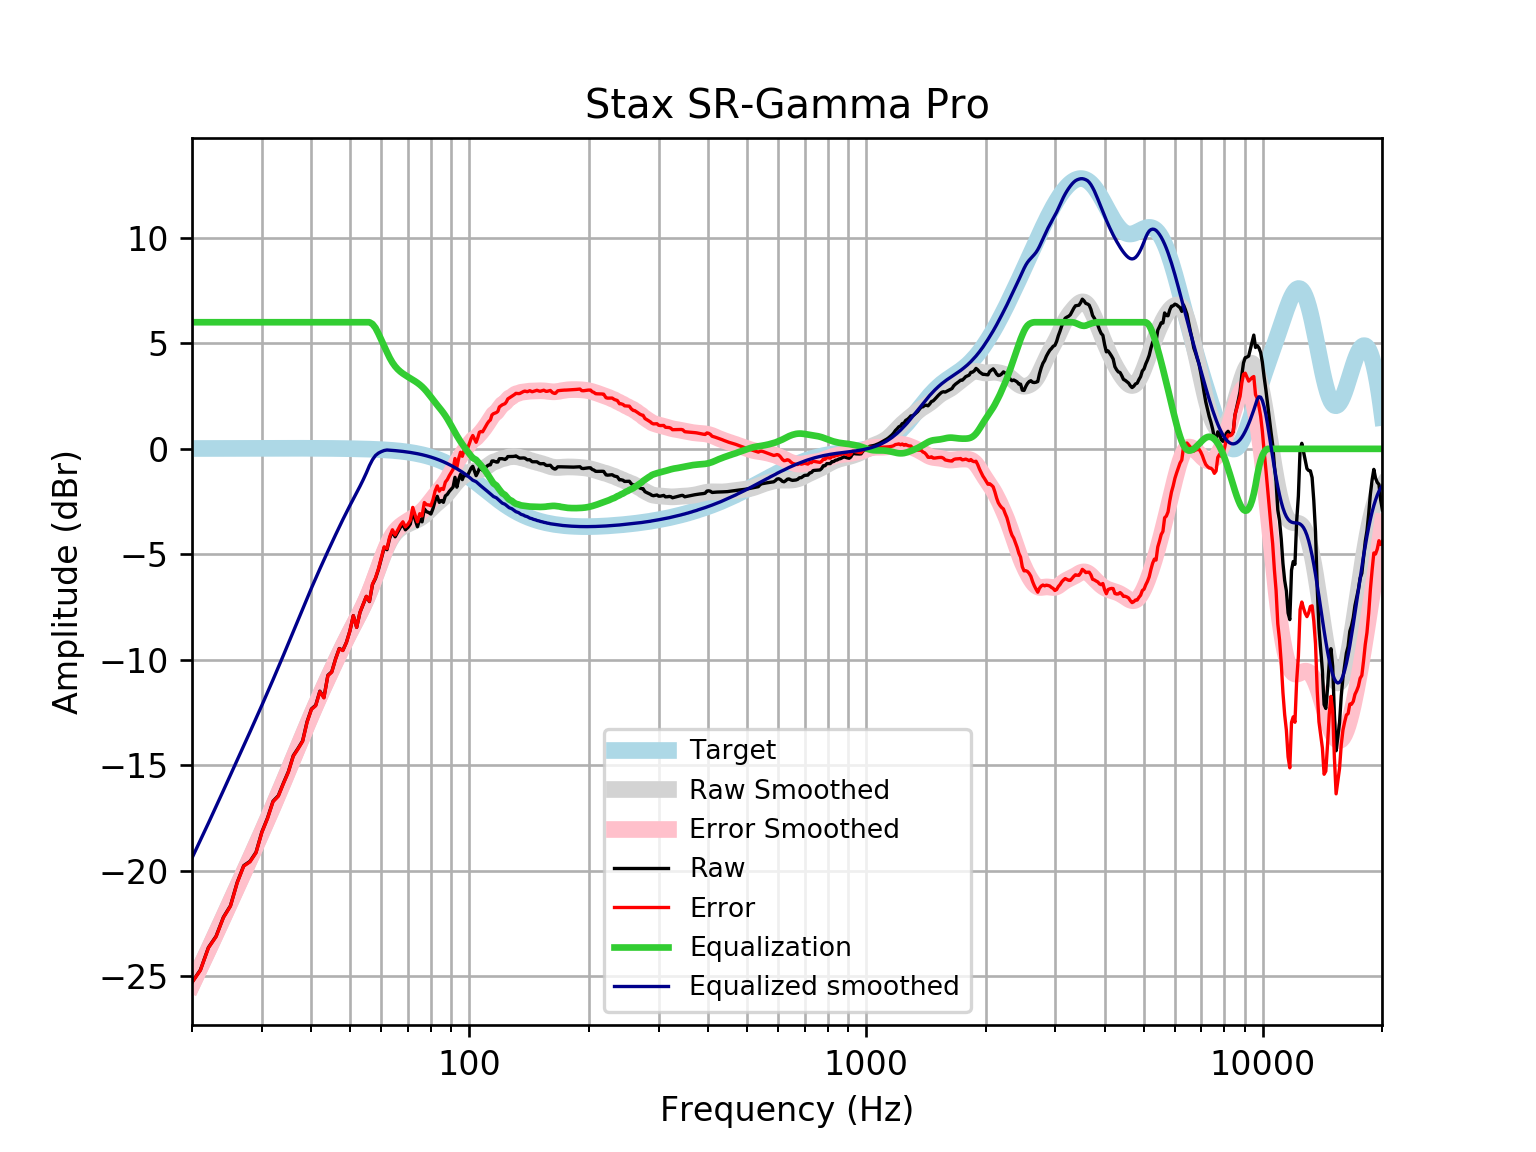 Stax SR-Gamma Pro
Amplitude (dBr)
10
5
0
−5
−10
−15
−20
−25
Target
Raw Smoothed
Error Smoothed
Raw
Error
Equalization
Equalized smoothed
100 1000 10000
Frequency (Hz)